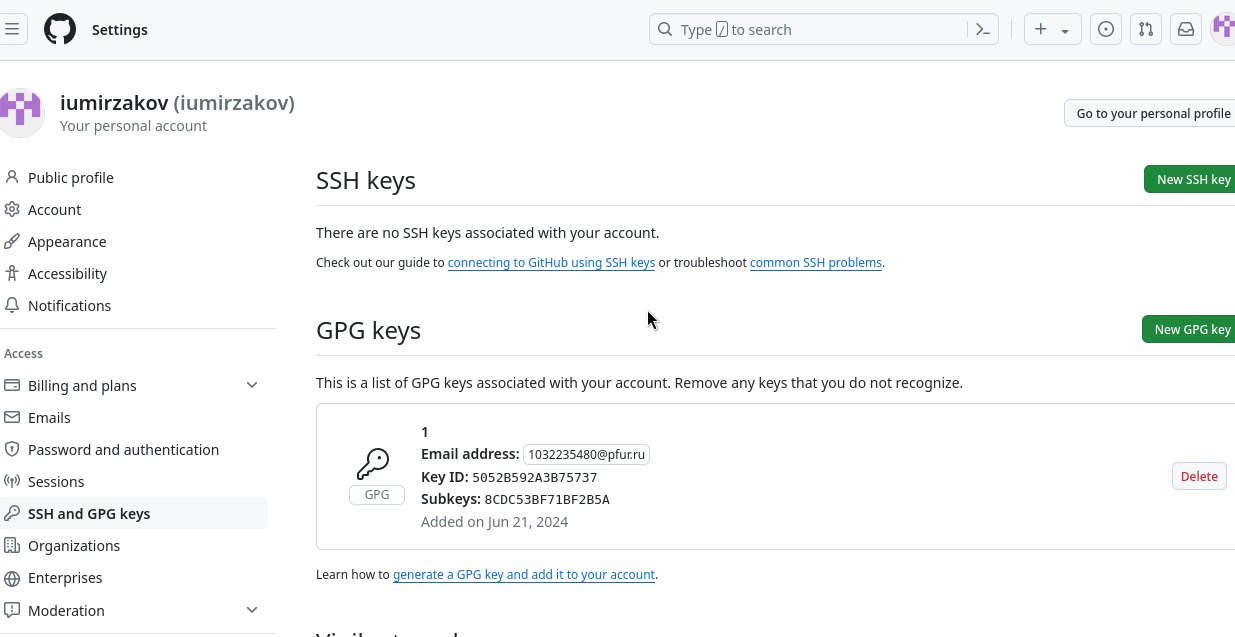 Settings
Type / to search
iumirzakov (iumirzakov)
Your personal account
Go to your personal profile
Public profile
Account
Appearance
Accessibility
Notifications
Access
Billing and plans
Emails
Password and authentication
Sessions
SSH and GPG keys
Organizations
Enterprises
Moderation
SSH keys
New SSH key
There are no SSH keys associated with your account.
Check out our guide to connecting to GitHub using SSH keys or troubleshoot common SSH problems.
GPG keys
New GPG key
This is a list of GPG keys associated with your account. Remove any keys that you do not recognize.
GPG
1
Email address: 1032235480@pfur.ru
Key ID: 5052B592A3B75737
Subkeys: 8CDC53BF71BF2B5A
Added on Jun 21, 2024
Delete
Learn how to generate a GPG key and add it to your account.